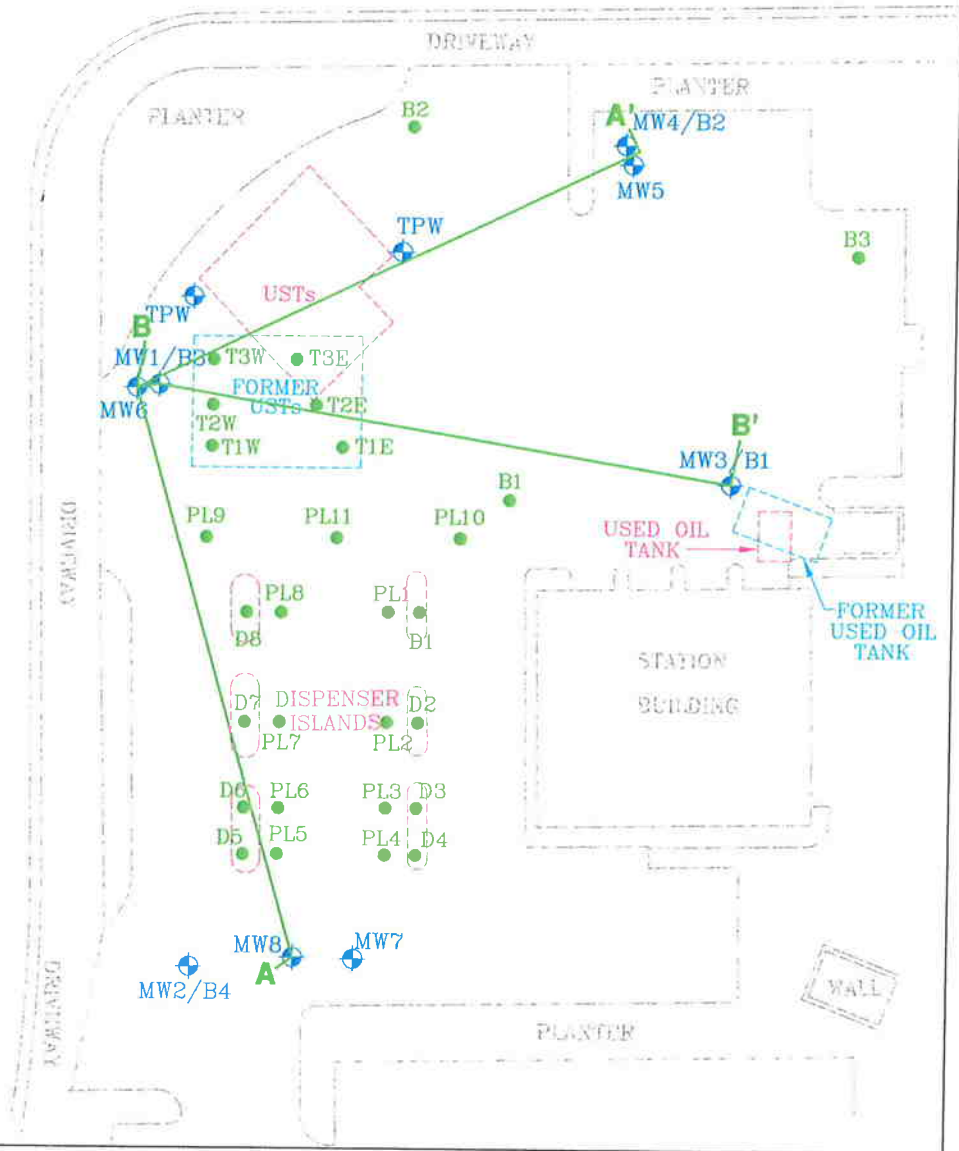 DRIVEWAY
PLANTER
PLANTER
B2
A'
MW4/B2
MW5
TPW
B3
USTs
TPW
B
MW1/B3
T3W
T3E
FORMER
USTs
MW6
T2W
T2E
T1W
T1E
B'
MW3/B1
B1
PL9
PL11
PL10
USED OIL
TANK
DRIVEWAY
PL8
PL1
D8
D1
FORMER
USED OIL
TANK
STATION
BUILDING
D7
DISPENSER
ISLANDS
D2
PL7
PL2
D6
PL6
PL3
D3
D5
PL5
PL4
D4
MW8
MW7
A
MW2/B4
DRIVEWAY
WALL
PLANTER